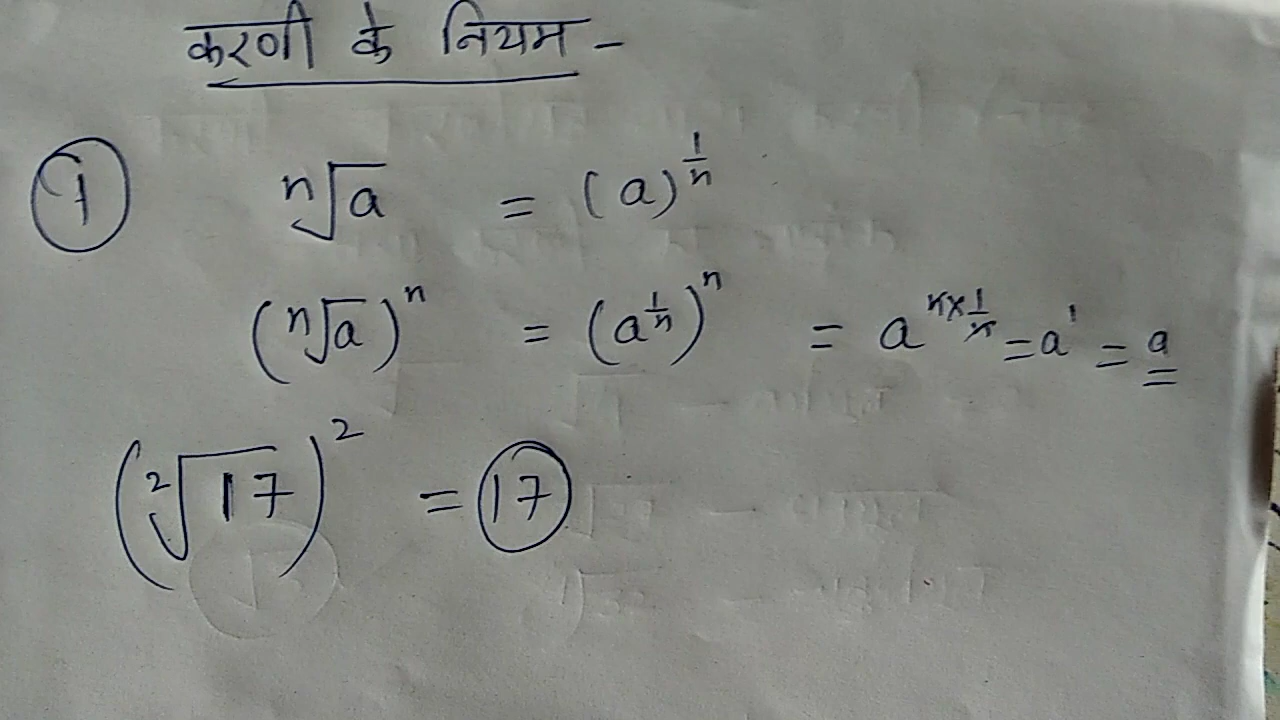 करणी के नियम -
① ⁿ√a = (a)^(1/n)
(ⁿ√a)ⁿ = (a^(1/n))ⁿ = a^(n×1/n) = a¹ = a
(²√17)² = 17